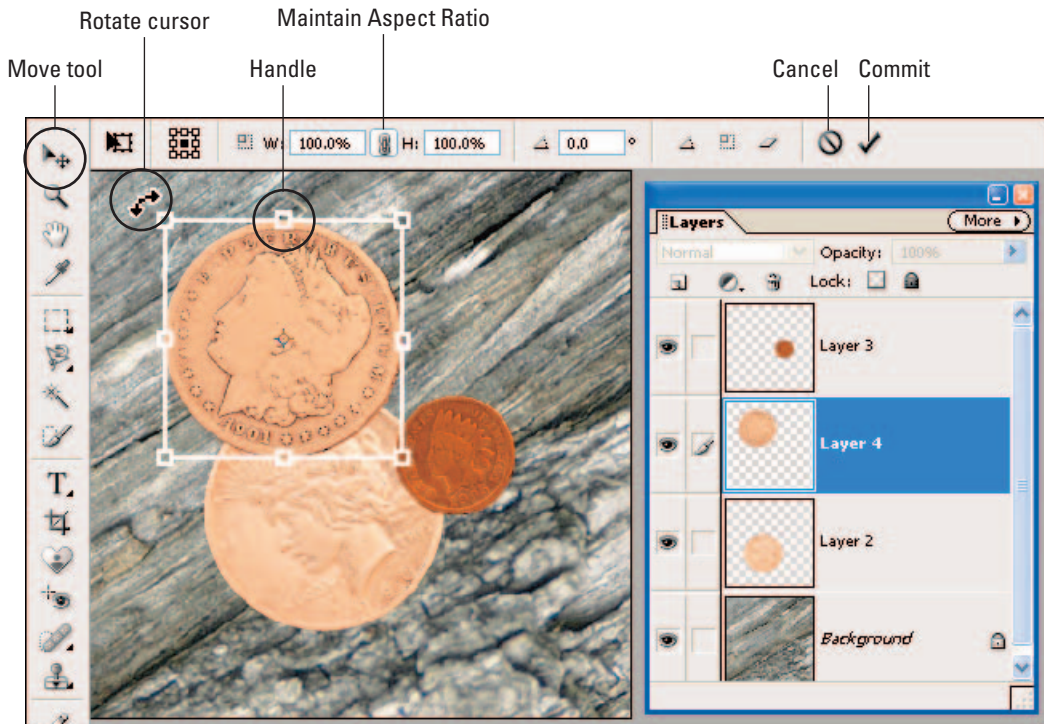 Rotate cursor
Maintain Aspect Ratio
Move tool
Handle
Cancel
Commit
W: 100.0% H: 100.0% 0.0 °
Layers
More
Normal Opacity: 100%
Lock:
Layer 3
Layer 4
Layer 2
Background
T